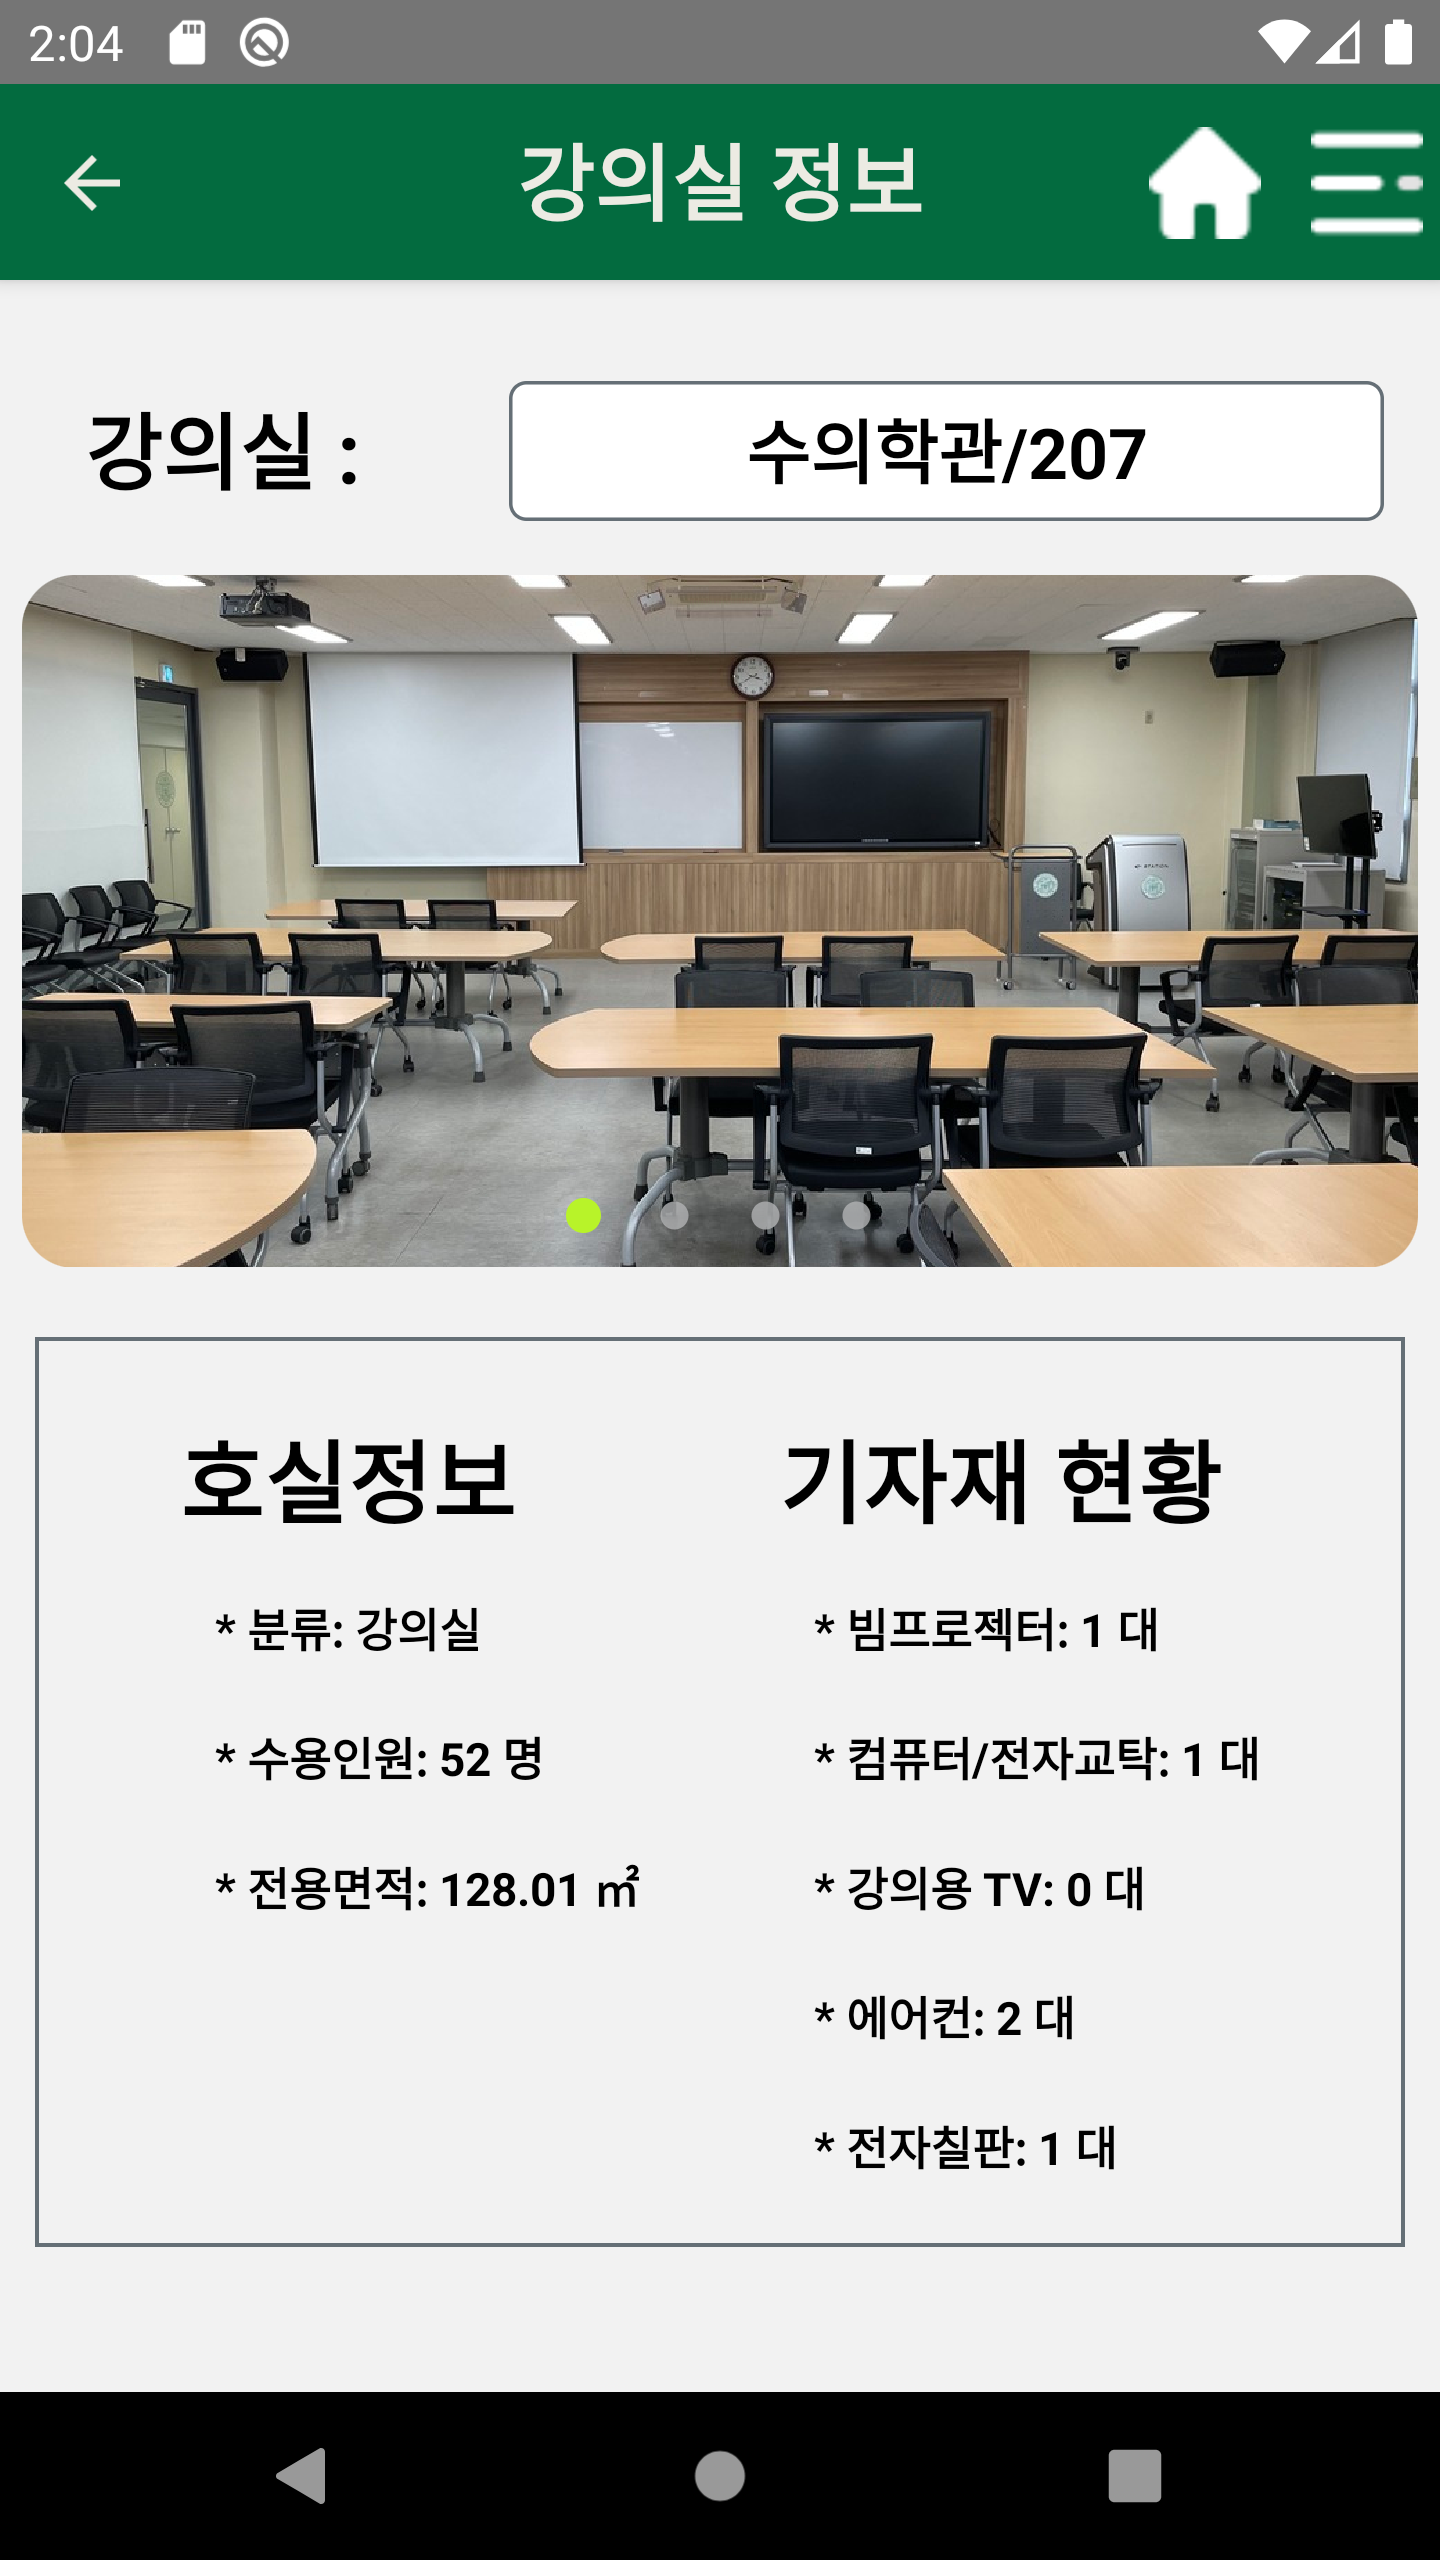 2:04
강의실 정보
강의실 :
수의학관/207
호실정보
* 분류: 강의실
* 수용인원: 52 명
* 전용면적: 128.01 ㎡
기자재 현황
* 빔프로젝터: 1 대
* 컴퓨터/전자교탁: 1 대
* 강의용 TV: 0 대
* 에어컨: 2 대
* 전자칠판: 1 대